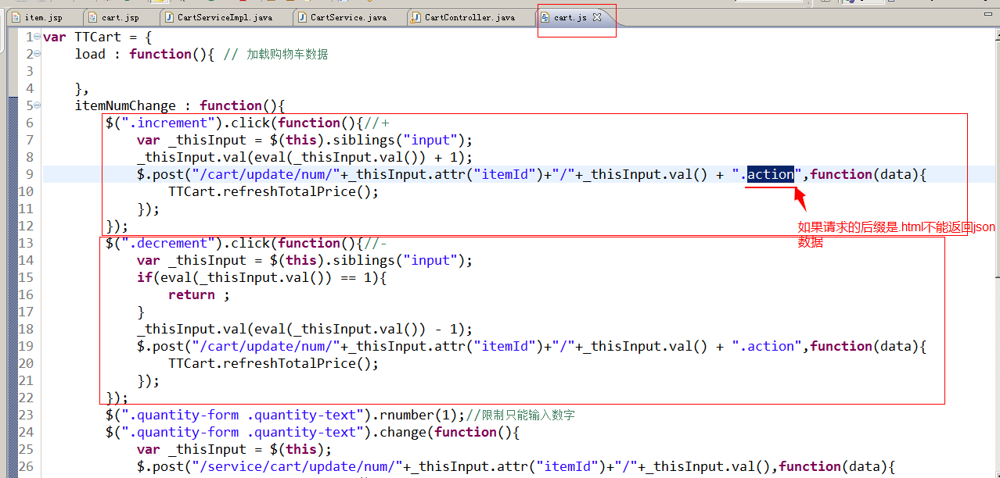 item.jsp cart.jsp CartServiceImpl.java CartService.java CartController.java cart.js
1 var TTCart = {
2 load : function(){ // 加载购物车数据
3
4 },
5 itemNumChange : function(){
6 $(".increment").click(function(){//+
7 var _thisInput = $(this).siblings("input");
8 _thisInput.val(eval(_thisInput.val()) + 1);
9 $.post("/cart/update/num/"+_thisInput.attr("itemId")+"/"+_thisInput.val() + ".action",function(data){
10 TTCart.refreshTotalPrice();
11 });
12 });
如果请求的后缀是.html不能返回json
数据
13 $(".decrement").click(function(){//-
14 var _thisInput = $(this).siblings("input");
15 if(eval(_thisInput.val()) == 1){
16 return ;
17 }
18 _thisInput.val(eval(_thisInput.val()) - 1);
19 $.post("/cart/update/num/"+_thisInput.attr("itemId")+"/"+_thisInput.val() + ".action",function(data){
20 TTCart.refreshTotalPrice();
21 });
22 });
23 $(".quantity-form .quantity-text").rnumber(1);//限制只能输入数字
24 $(".quantity-form .quantity-text").change(function(){
25 var _thisInput = $(this);
26 $.post("/service/cart/update/num/"+_thisInput.attr("itemId")+"/"+_thisInput.val(),function(data){